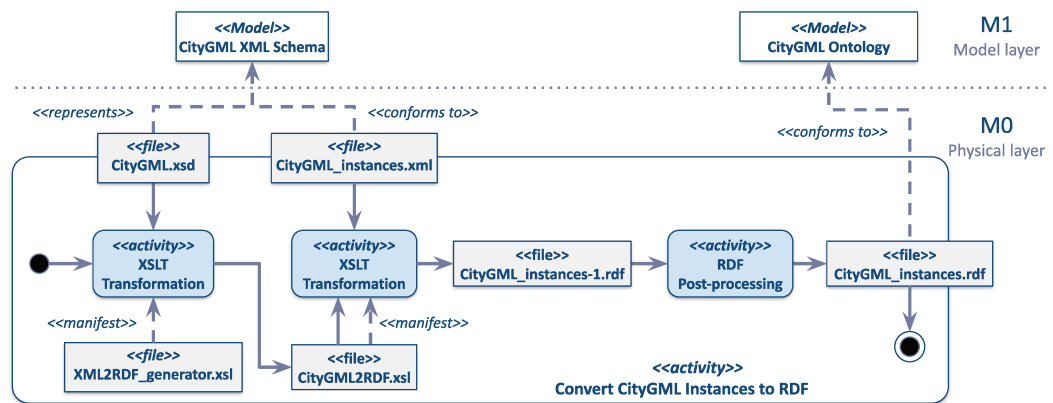 <<Model>>
CityGML XML Schema
<<Model>>
CityGML Ontology
M1
Model layer
<<represents>>
<<conforms to>>
<<conforms to>>
M0
Physical layer
<<file>>
CityGML.xsd
<<file>>
CityGML_instances.xml
<<activity>>
XSLT
Transformation
<<activity>>
XSLT
Transformation
<<file>>
CityGML_instances-1.rdf
<<activity>>
RDF
Post-processing
<<file>>
CityGML_instances.rdf
<<manifest>>
<<manifest>>
<<file>>
XML2RDF_generator.xsl
<<file>>
CityGML2RDF.xsl
<<activity>>
Convert CityGML Instances to RDF